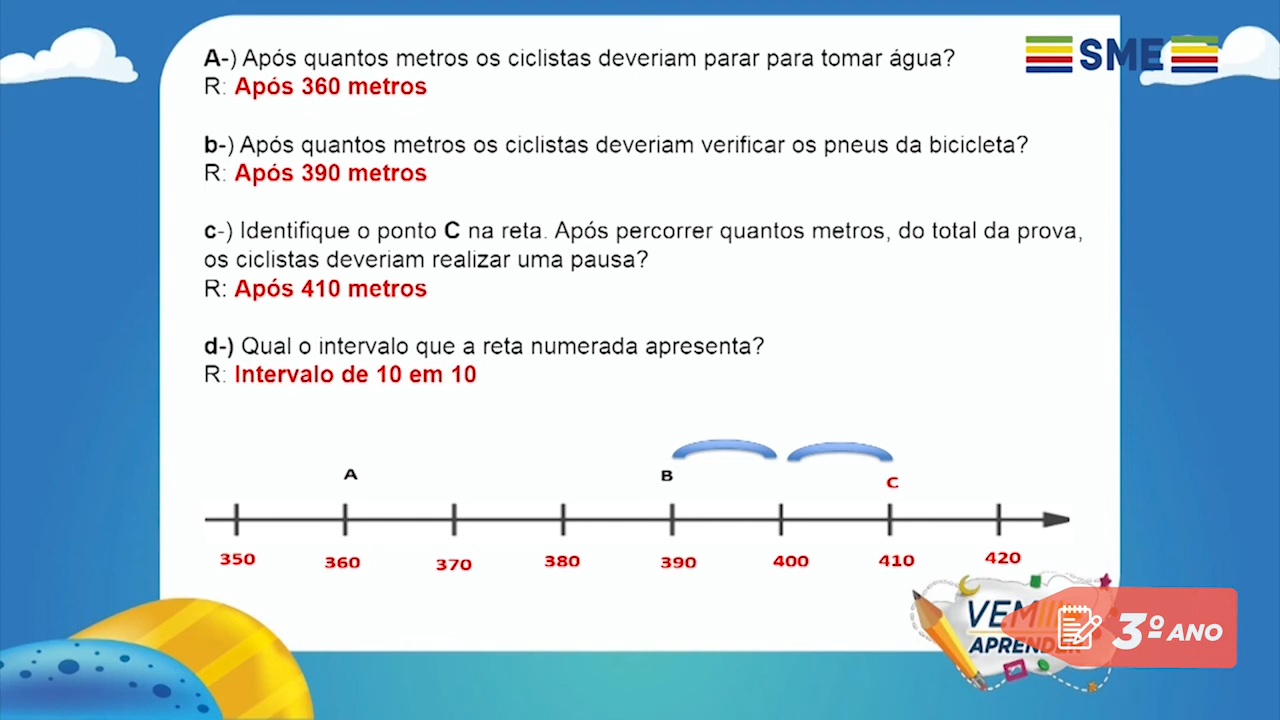 A-) Após quantos metros os ciclistas deveriam parar para tomar água?
SME
R: Após 360 metros
b-) Após quantos metros os ciclistas deveriam verificar os pneus da bicicleta?
R: Após 390 metros
c-) Identifique o ponto C na reta. Após percorrer quantos metros, do total da prova,
os ciclistas deveriam realizar uma pausa?
R: Após 410 metros
d-) Qual o intervalo que a reta numerada apresenta?
R: Intervalo de 10 em 10
A B C
350 360 370 380 390 400 410 420
VEM
APRENDER
3º ANO